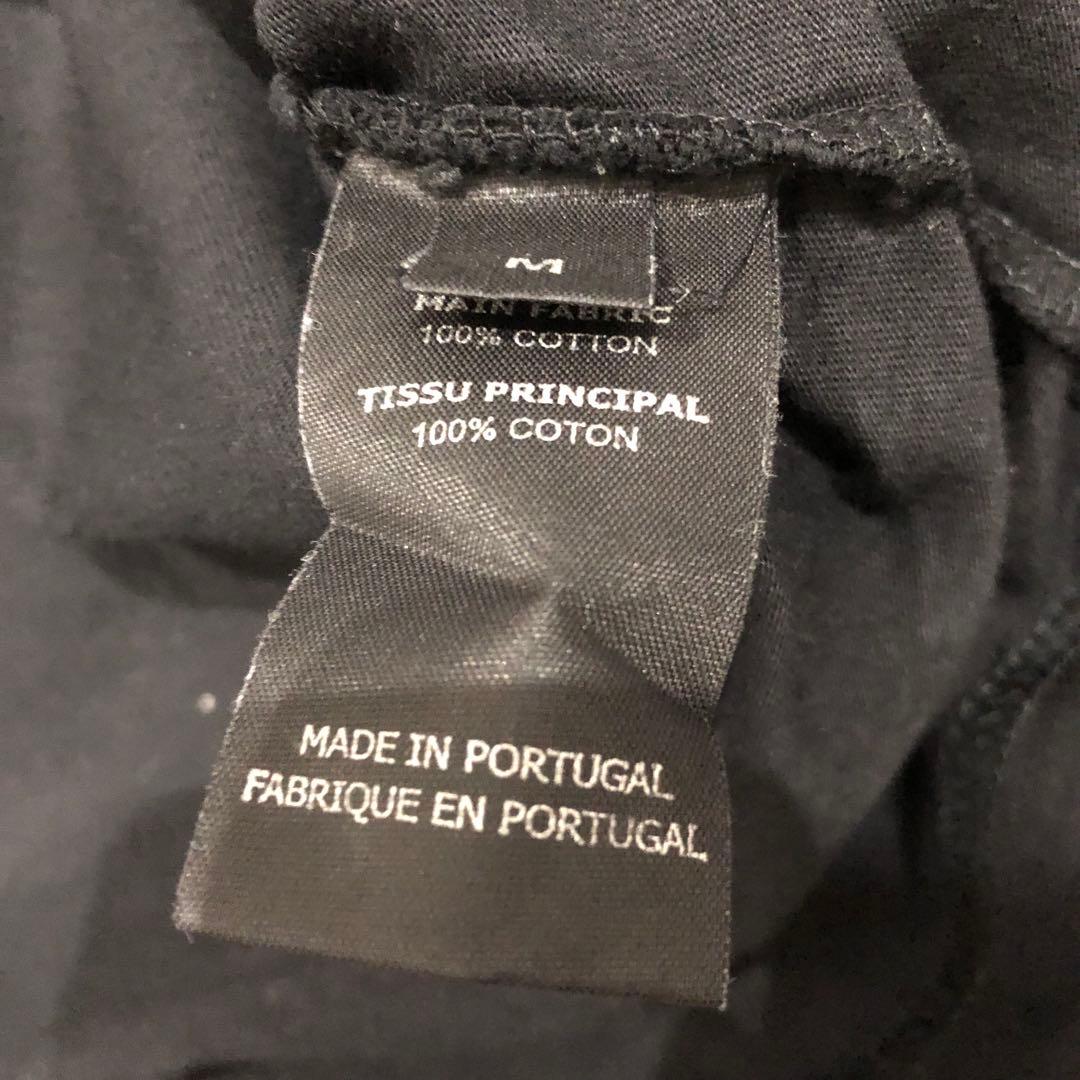 M
MAIN FABRIC
100% COTTON
TISSU PRINCIPAL
100% COTON
MADE IN PORTUGAL
FABRIQUE EN PORTUGAL